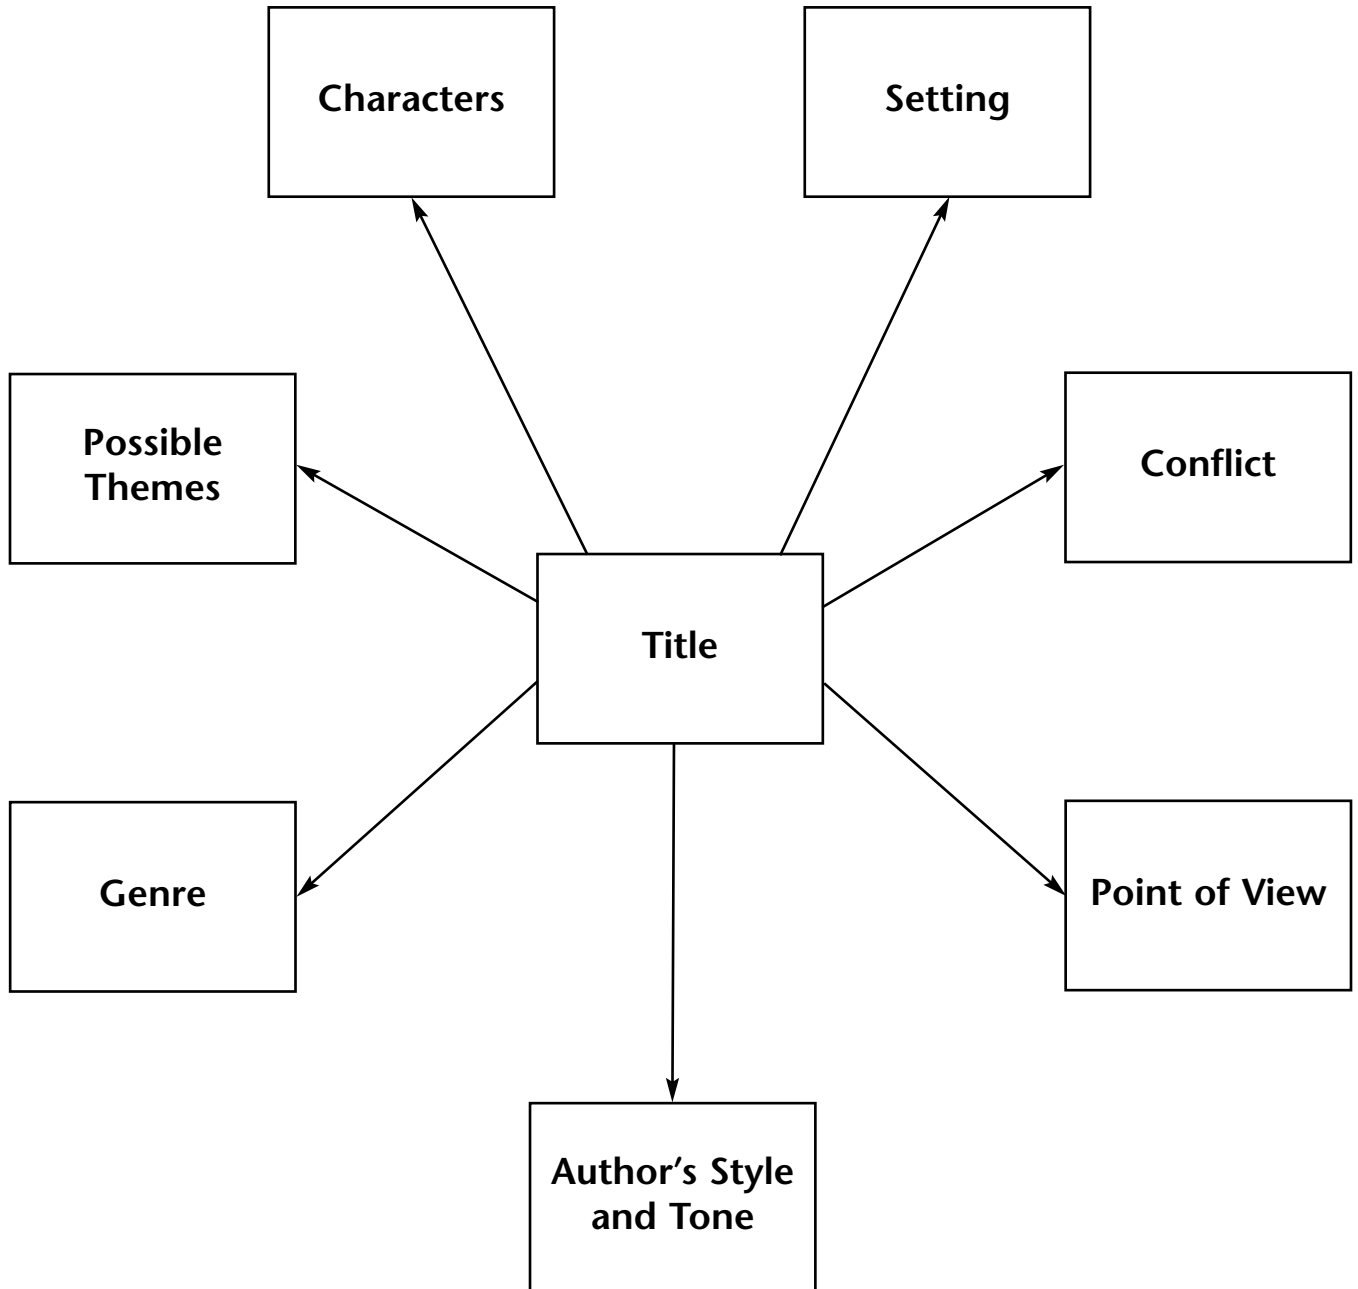 Characters
Setting
Possible
Themes
Conflict
Title
Genre
Point of View
Author’s Style
and Tone